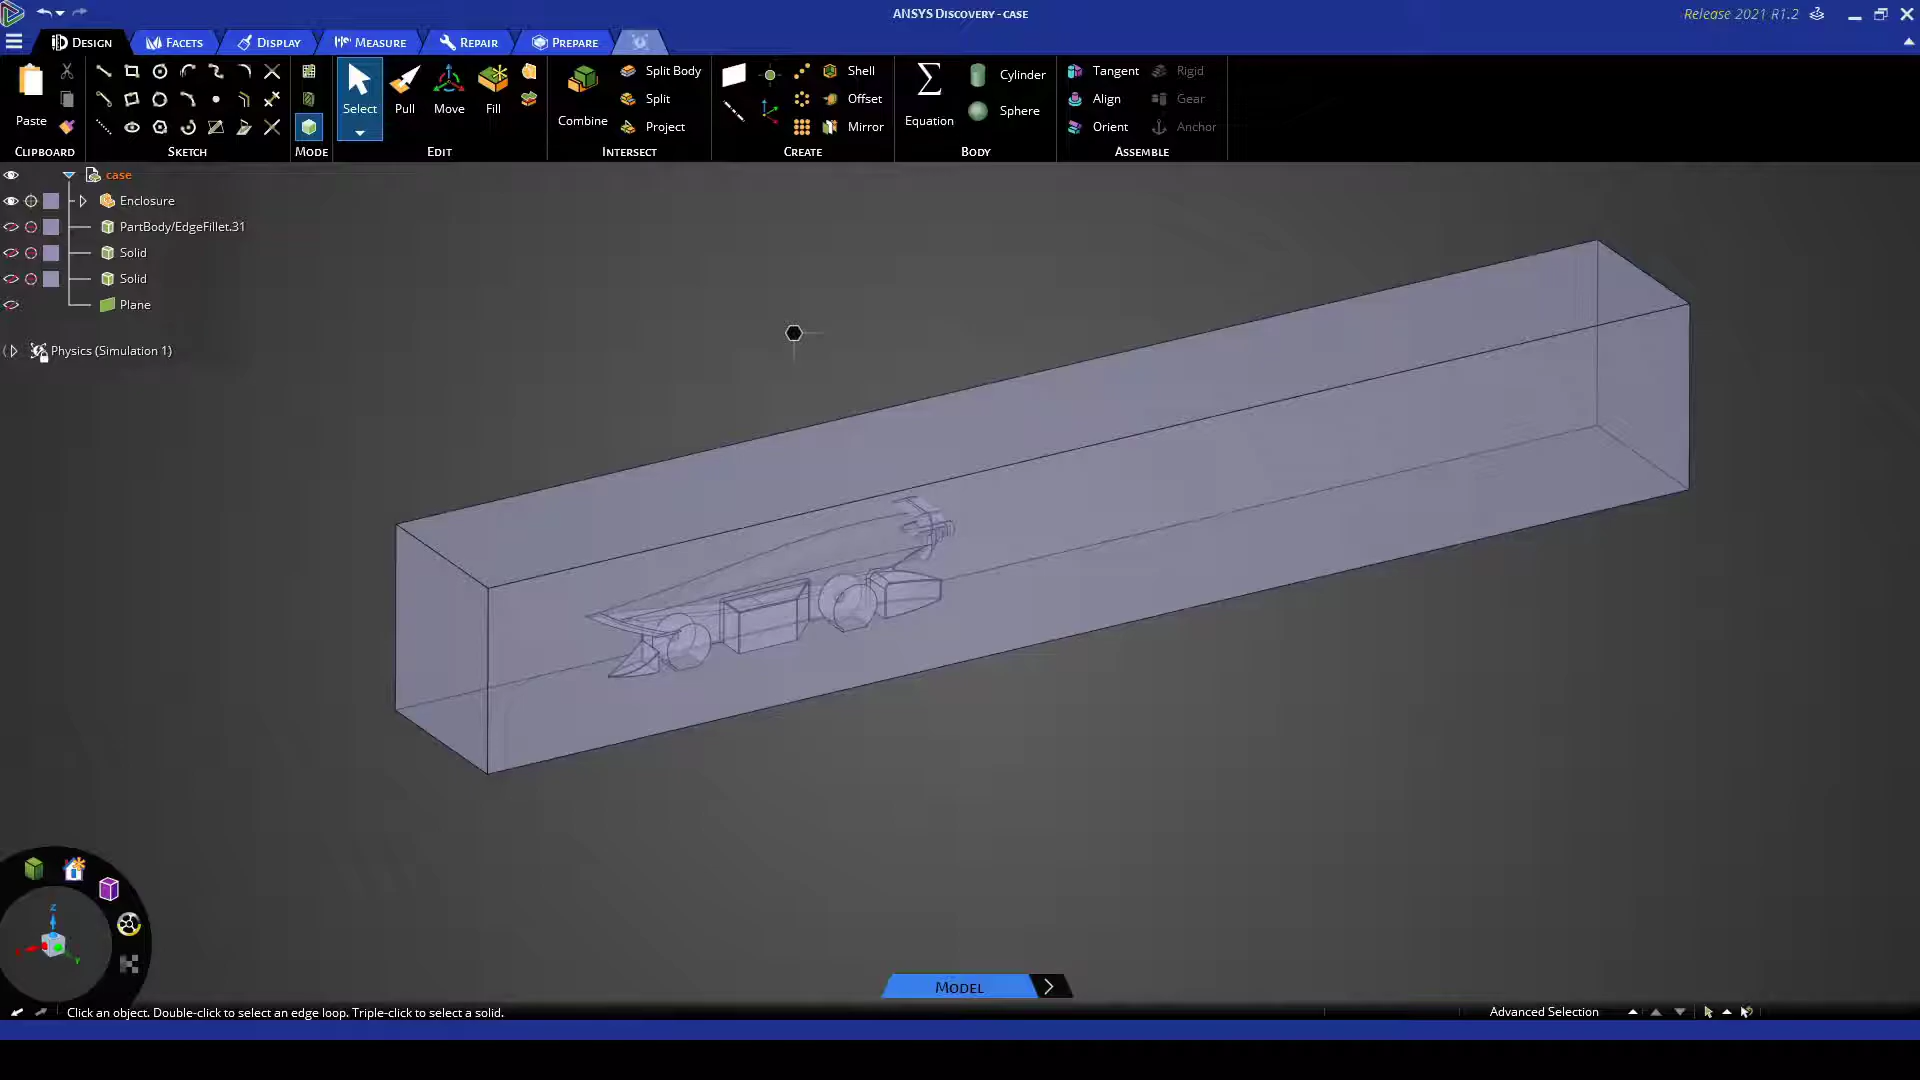 ANSYS Discovery - case
Release 2021 R1.2
Design
Facets
Display
Measure
Repair
Prepare
Paste
Clipboard
Sketch
Mode
Select
Pull
Move
Fill
Edit
Combine
Split Body
Split
Project
Intersect
Shell
Offset
Mirror
Create
Equation
Cylinder
Sphere
Body
Tangent
Rigid
Align
Gear
Orient
Anchor
Assemble
case
Enclosure
PartBody/EdgeFillet.31
Solid
Solid
Plane
Physics (Simulation 1)
Z
Y
Model
Click an object. Double-click to select an edge loop. Triple-click to select a solid.
Advanced Selection